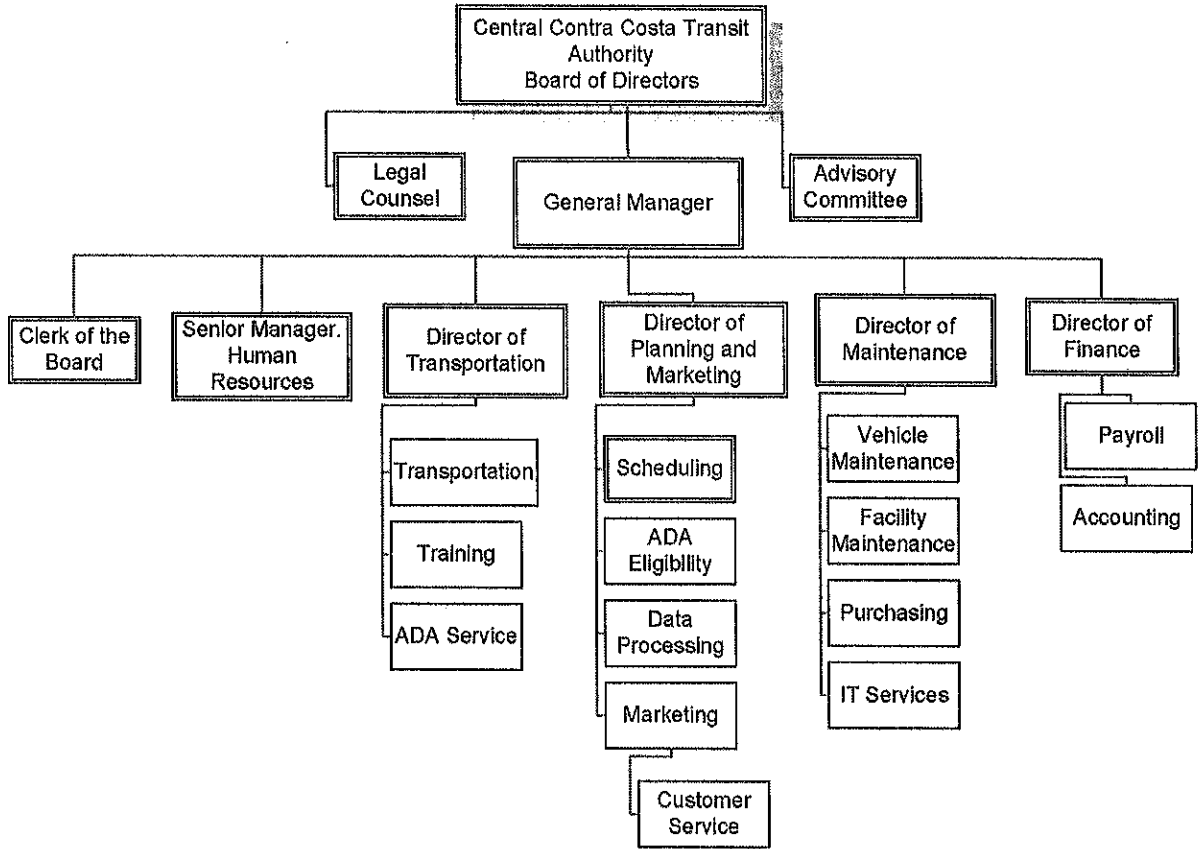 Central Contra Costa Transit
Authority
Board of Directors
Legal
Counsel
General Manager
Advisory
Committee
Clerk of the
Board
Senior Manager.
Human
Resources
Director of
Transportation
Director of
Planning and
Marketing
Director of
Maintenance
Director of
Finance
Transportation
Training
ADA Service
Scheduling
ADA
Eligibility
Data
Processing
Marketing
Customer
Service
Vehicle
Maintenance
Facility
Maintenance
Purchasing
IT Services
Payroll
Accounting